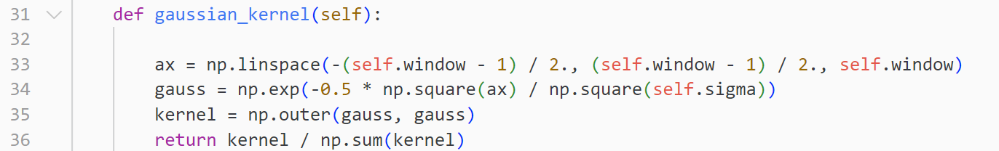 31 def gaussian_kernel(self):
32
33 ax = np.linspace(-(self.window - 1) / 2., (self.window - 1) / 2., self.window)
34 gauss = np.exp(-0.5 * np.square(ax) / np.square(self.sigma))
35 kernel = np.outer(gauss, gauss)
36 return kernel / np.sum(kernel)